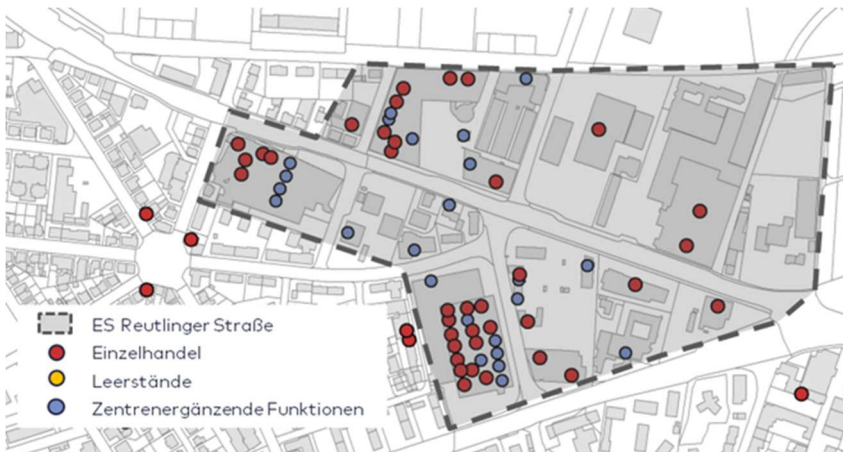 ES Reutlinger Straße
Einzelhandel
Leerstände
Zentrenergänzende Funktionen